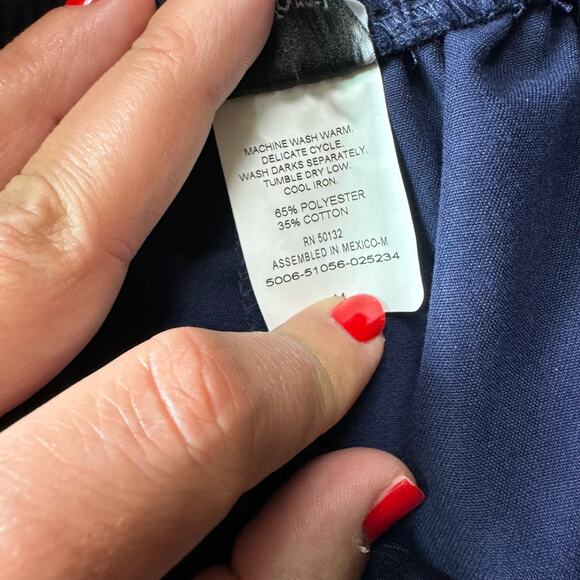 MACHINE WASH WARM.
DELICATE CYCLE.
WASH DARKS SEPARATELY.
TUMBLE DRY LOW.
COOL IRON.
65% POLYESTER
35% COTTON
RN 50132
ASSEMBLED IN MEXICO-M
5006-51056-025234